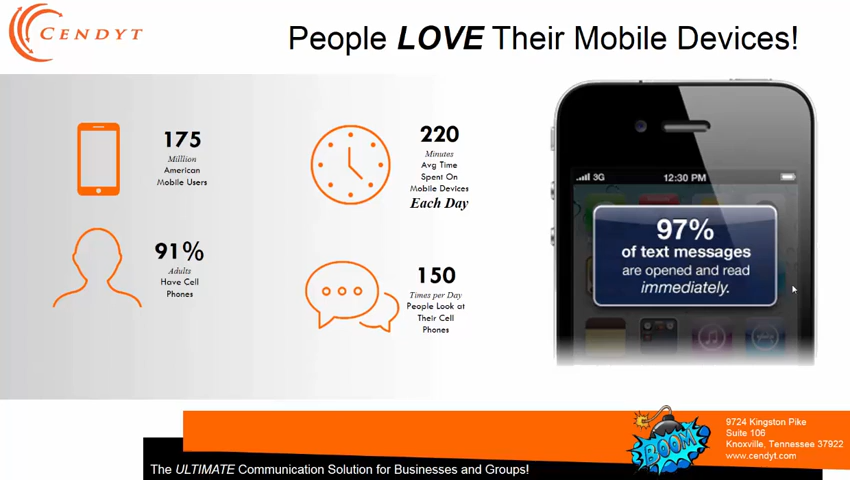 CENDYT
People LOVE Their Mobile Devices!
175
Milllion
American
Mobile Users
220
Minutes
Avg Time
Spent On
Mobile Devices
Each Day
91%
Adults
Have Cell
Phones
150
Times per Day
People Look at
Their Cell
Phones
3G 12:30 PM
97%
of text messages
are opened and read
immediately.
BOOM
9724 Kingston Pike
Suite 106
Knoxville, Tennessee 37922
www.cendyt.com
The ULTIMATE Communication Solution for Businesses and Groups!